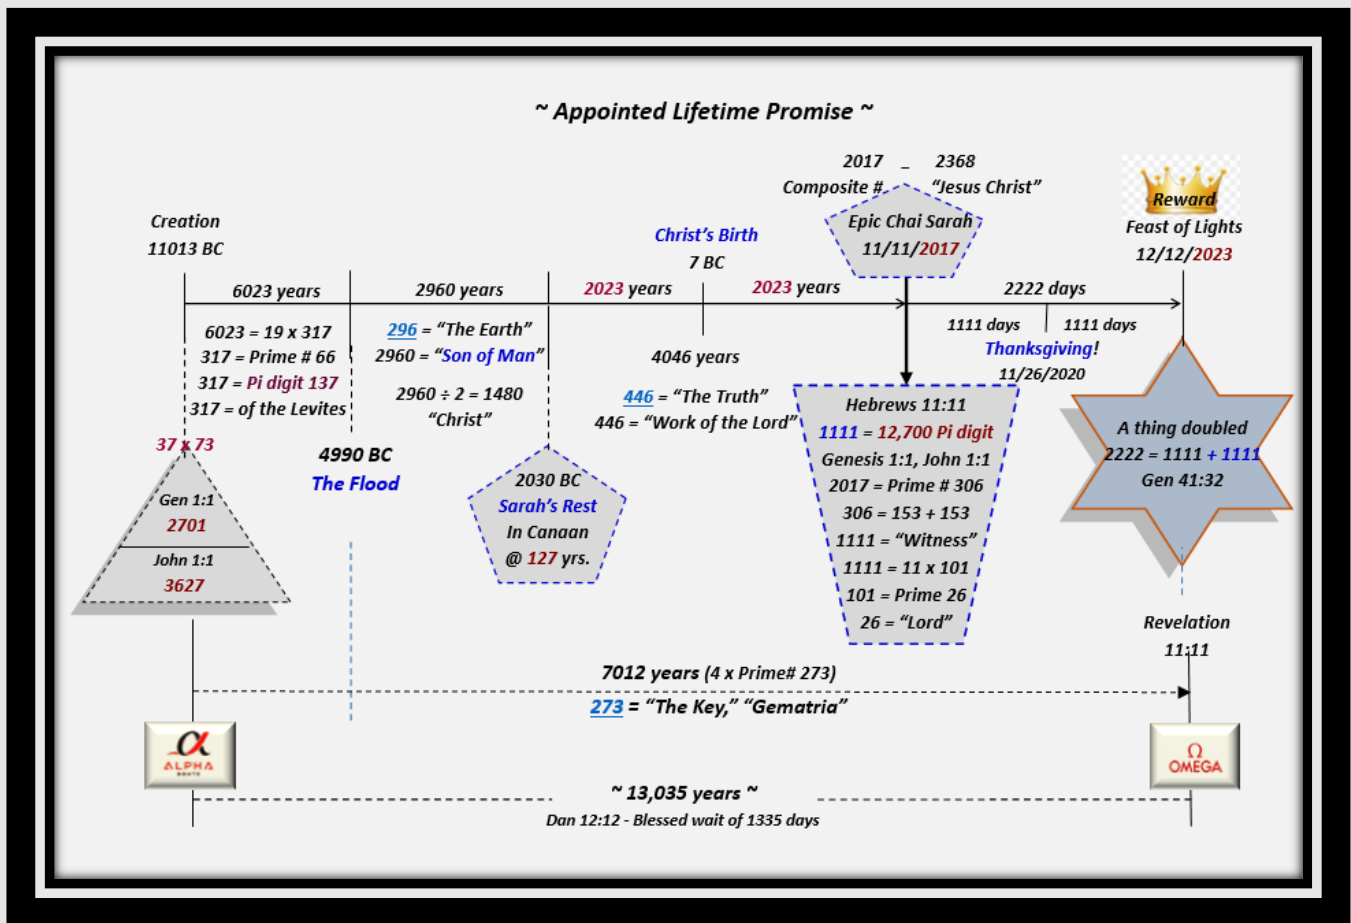 ~ Appointed Lifetime Promise ~
2017 _ 2368
Composite # "Jesus Christ"
Epic Chai Sarah
11/11/2017
Reward
Feast of Lights
12/12/2023
Creation
11013 BC
Christ's Birth
7 BC
6023 years
2960 years
2023 years
2023 years
2222 days
6023 = 19 x 317
317 = Prime # 66
317 = Pi digit 137
317 = of the Levites
296 = "The Earth"
2960 = "Son of Man"
2960 ÷ 2 = 1480
"Christ"
4046 years
446 = "The Truth"
446 = "Work of the Lord"
1111 days
1111 days
Thanksgiving!
11/26/2020
37 x 73
Gen 1:1
2701
John 1:1
3627
4990 BC
The Flood
2030 BC
Sarah's Rest
In Canaan
@ 127 yrs.
Hebrews 11:11
1111 = 12,700 Pi digit
Genesis 1:1, John 1:1
2017 = Prime # 306
306 = 153 + 153
1111 = "Witness"
1111 = 11 x 101
101 = Prime 26
26 = "Lord"
A thing doubled
2222 = 1111 + 1111
Gen 41:32
Revelation
11:11
7012 years (4 x Prime# 273)
273 = "The Key," "Gematria"
α
ALPHA
BOATS
Ω
OMEGA
~ 13,035 years ~
Dan 12:12 - Blessed wait of 1335 days